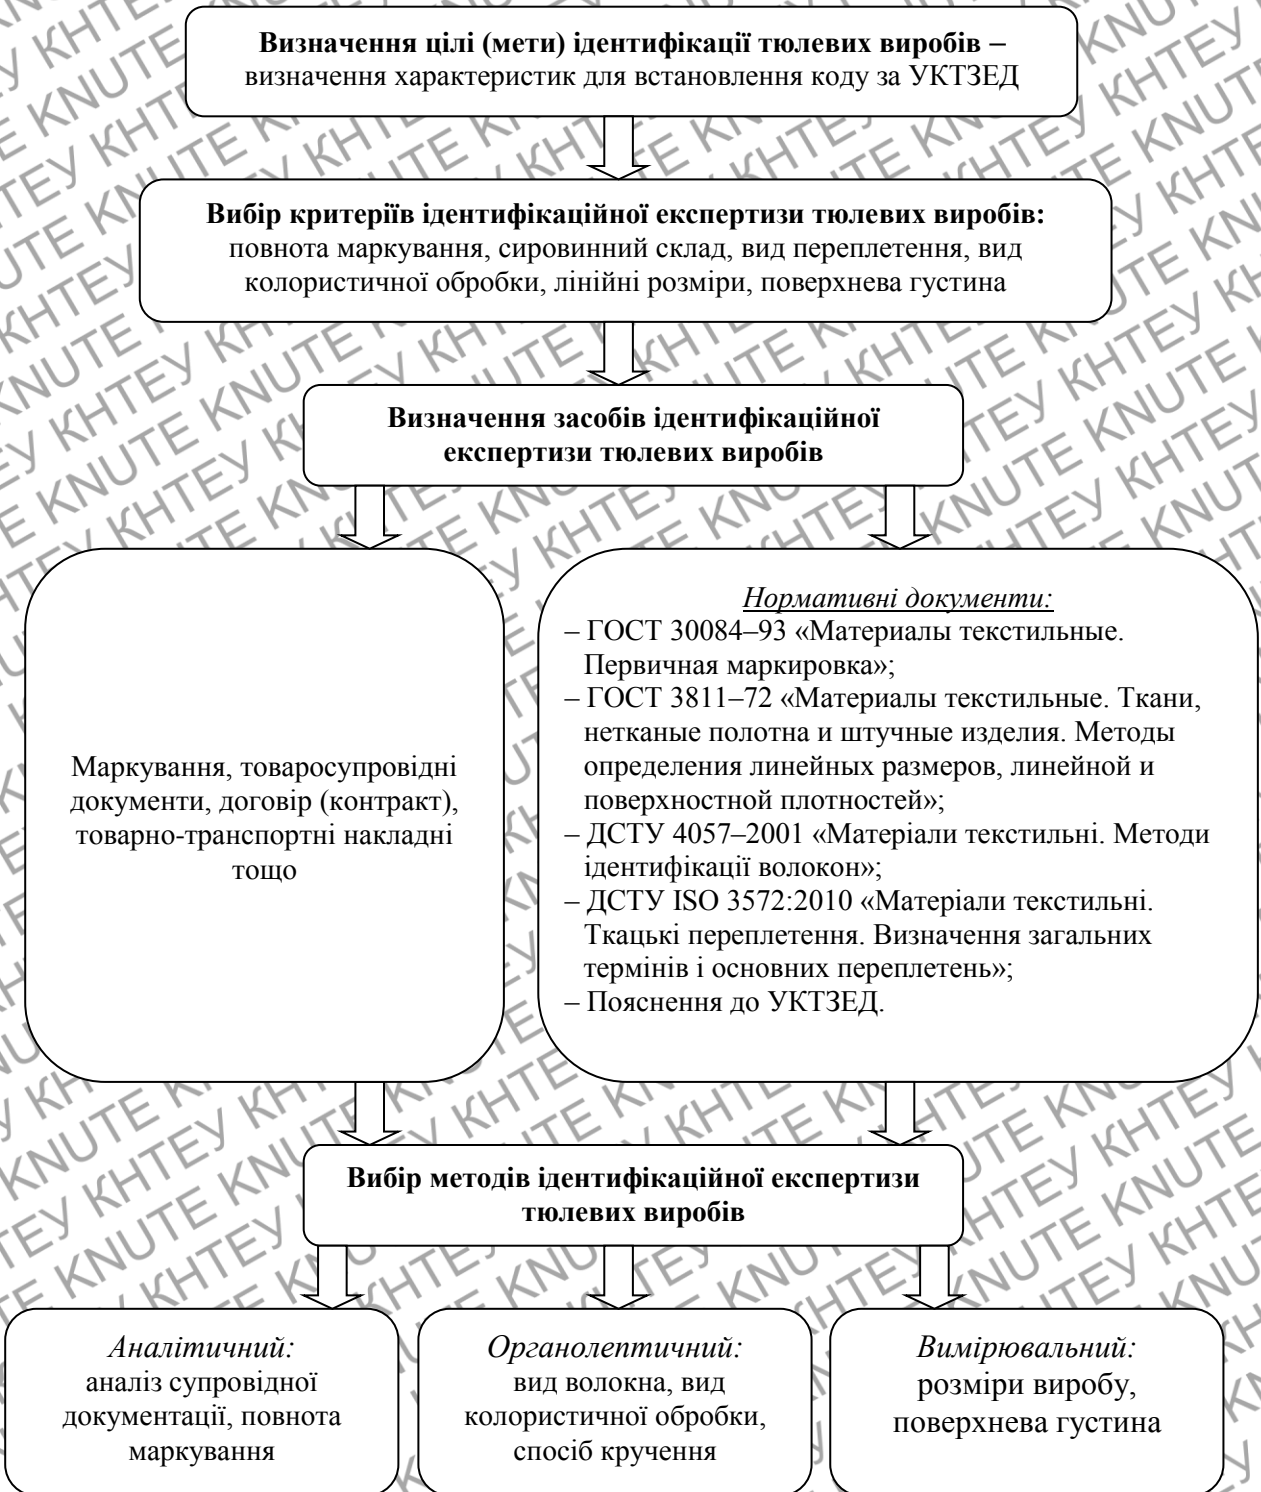 Визначення цілі (мети) ідентифікації тюлевих виробів –
визначення характеристик для встановлення коду за УКТЗЕД
Вибір критеріїв ідентифікаційної експертизи тюлевих виробів:
повнота маркування, сировинний склад, вид переплетення, вид
колористичної обробки, лінійні розміри, поверхнева густина
Визначення засобів ідентифікаційної
експертизи тюлевих виробів
Маркування, товаросупровідні
документи, договір (контракт),
товарно-транспортні накладні
тощо
Нормативні документи:
– ГОСТ 30084–93 «Материалы текстильные.
Первичная маркировка»;
– ГОСТ 3811–72 «Материалы текстильные. Ткани,
нетканые полотна и штучные изделия. Методы
определения линейных размеров, линейной и
поверхностной плотностей»;
– ДСТУ 4057–2001 «Матеріали текстильні. Методи
ідентифікації волокон»;
– ДСТУ ISO 3572:2010 «Матеріали текстильні.
Ткацькі переплетення. Визначення загальних
термінів і основних переплетень»;
– Пояснення до УКТЗЕД.
Вибір методів ідентифікаційної експертизи
тюлевих виробів
Аналітичний:
аналіз супровідної
документації, повнота
маркування
Органолептичний:
вид волокна, вид
колористичної обробки,
спосіб кручення
Вимірювальний:
розміри виробу,
поверхнева густина